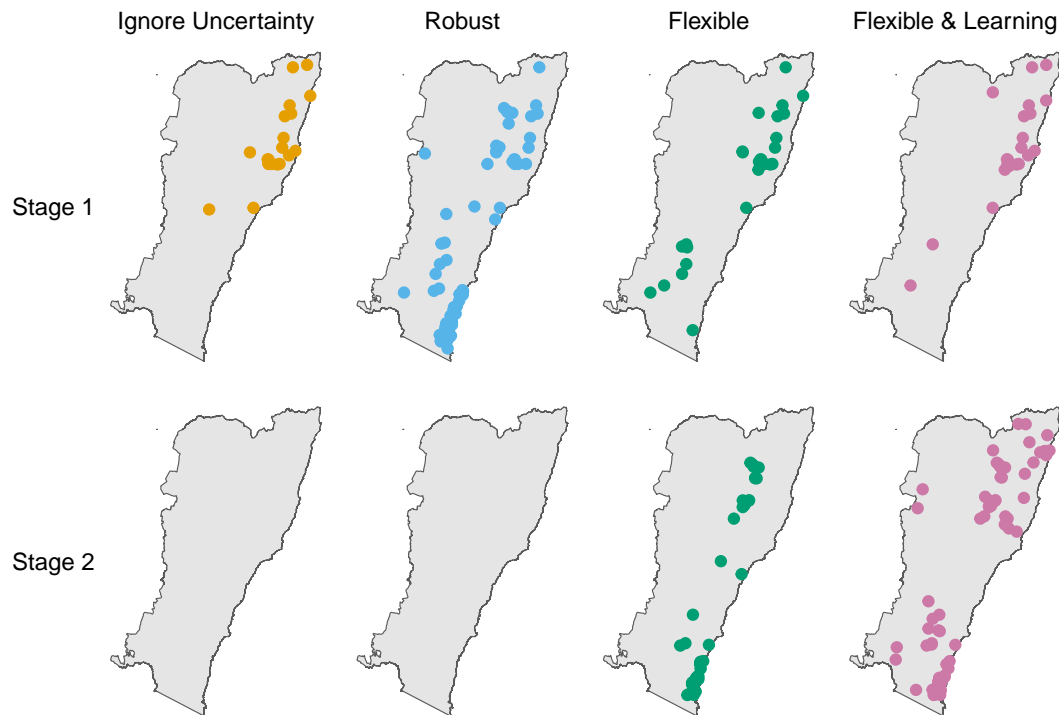 Ignore Uncertainty
Robust
Flexible
Flexible & Learning
Stage 1
Stage 2